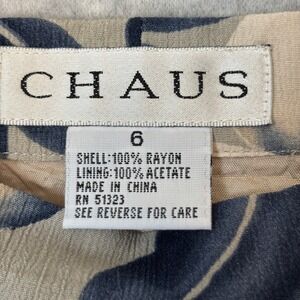 CHAUS
6
SHELL:100% RAYON
LINING:100% ACETATE
MADE IN CHINA
RN 51323
SEE REVERSE FOR CARE